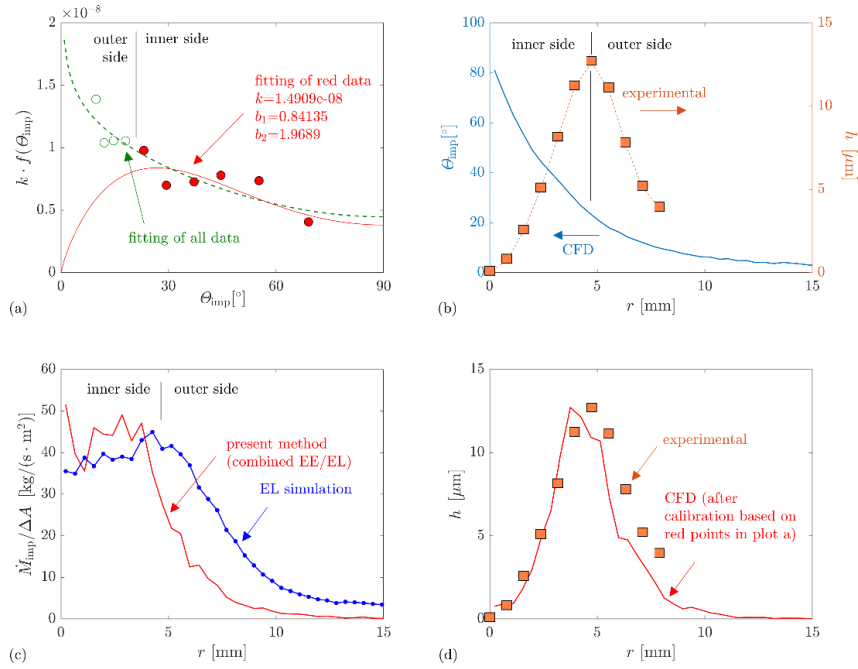 ×10⁻⁸
2
1.5
1
0.5
0
k · f(Θimp)
outer side
inner side
fitting of red data
k=1.4909e-08
b₁=0.84135
b₂=1.9689
fitting of all data
0 30 60 90
Θimp[°]
(a)
100
80
60
40
20
0
Θimp[°]
inner side
outer side
experimental
CFD
15
10
5
0
h [μm]
0 5 10 15
r [mm]
(b)
60
50
40
30
20
10
0
Ṁimp/ΔA [kg/(s · m²)]
inner side
outer side
present method
(combined EE/EL)
EL simulation
0 5 10 15
r [mm]
(c)
15
10
5
0
h [μm]
experimental
CFD (after
calibration based on
red points in plot a)
0 5 10 15
r [mm]
(d)